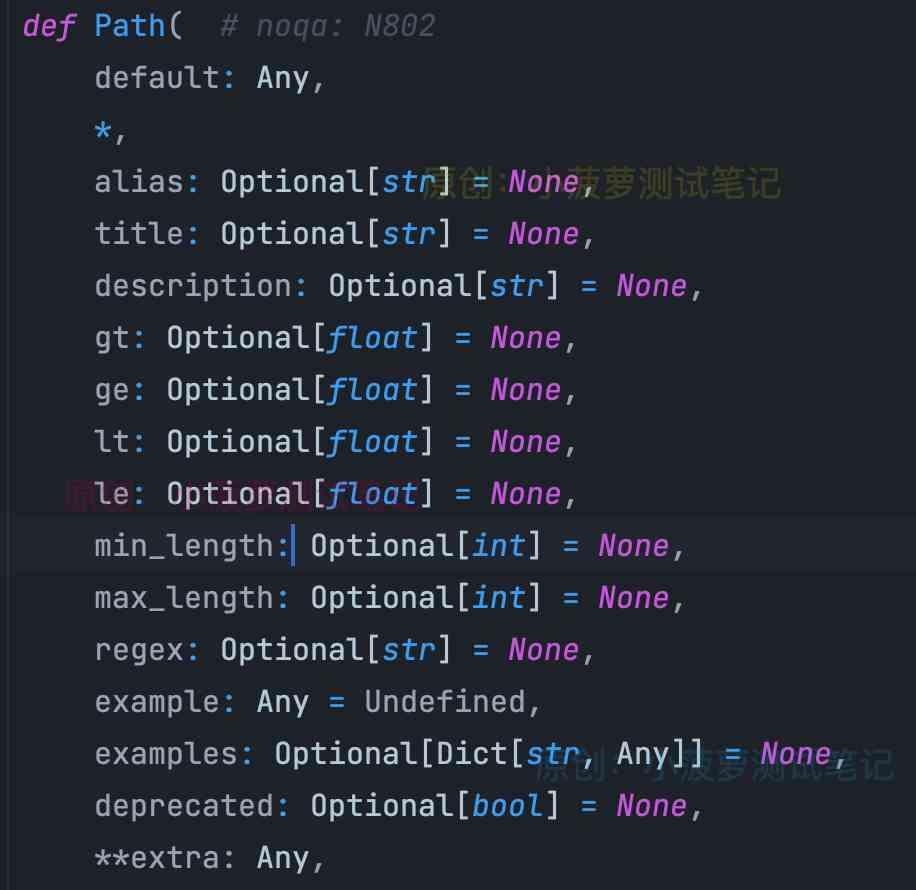 def Path(  # noqa: N802
    default: Any,
    *,
    alias: Optional[str] = None,
原创：小菠萝测试笔记
    title: Optional[str] = None,
    description: Optional[str] = None,
    gt: Optional[float] = None,
    ge: Optional[float] = None,
    lt: Optional[float] = None,
    le: Optional[float] = None,
原创：小菠萝测试笔记
    min_length: Optional[int] = None,
    max_length: Optional[int] = None,
    regex: Optional[str] = None,
    example: Any = Undefined,
    examples: Optional[Dict[str, Any]] = None,
原创：小菠萝测试笔记
    deprecated: Optional[bool] = None,
    **extra: Any,